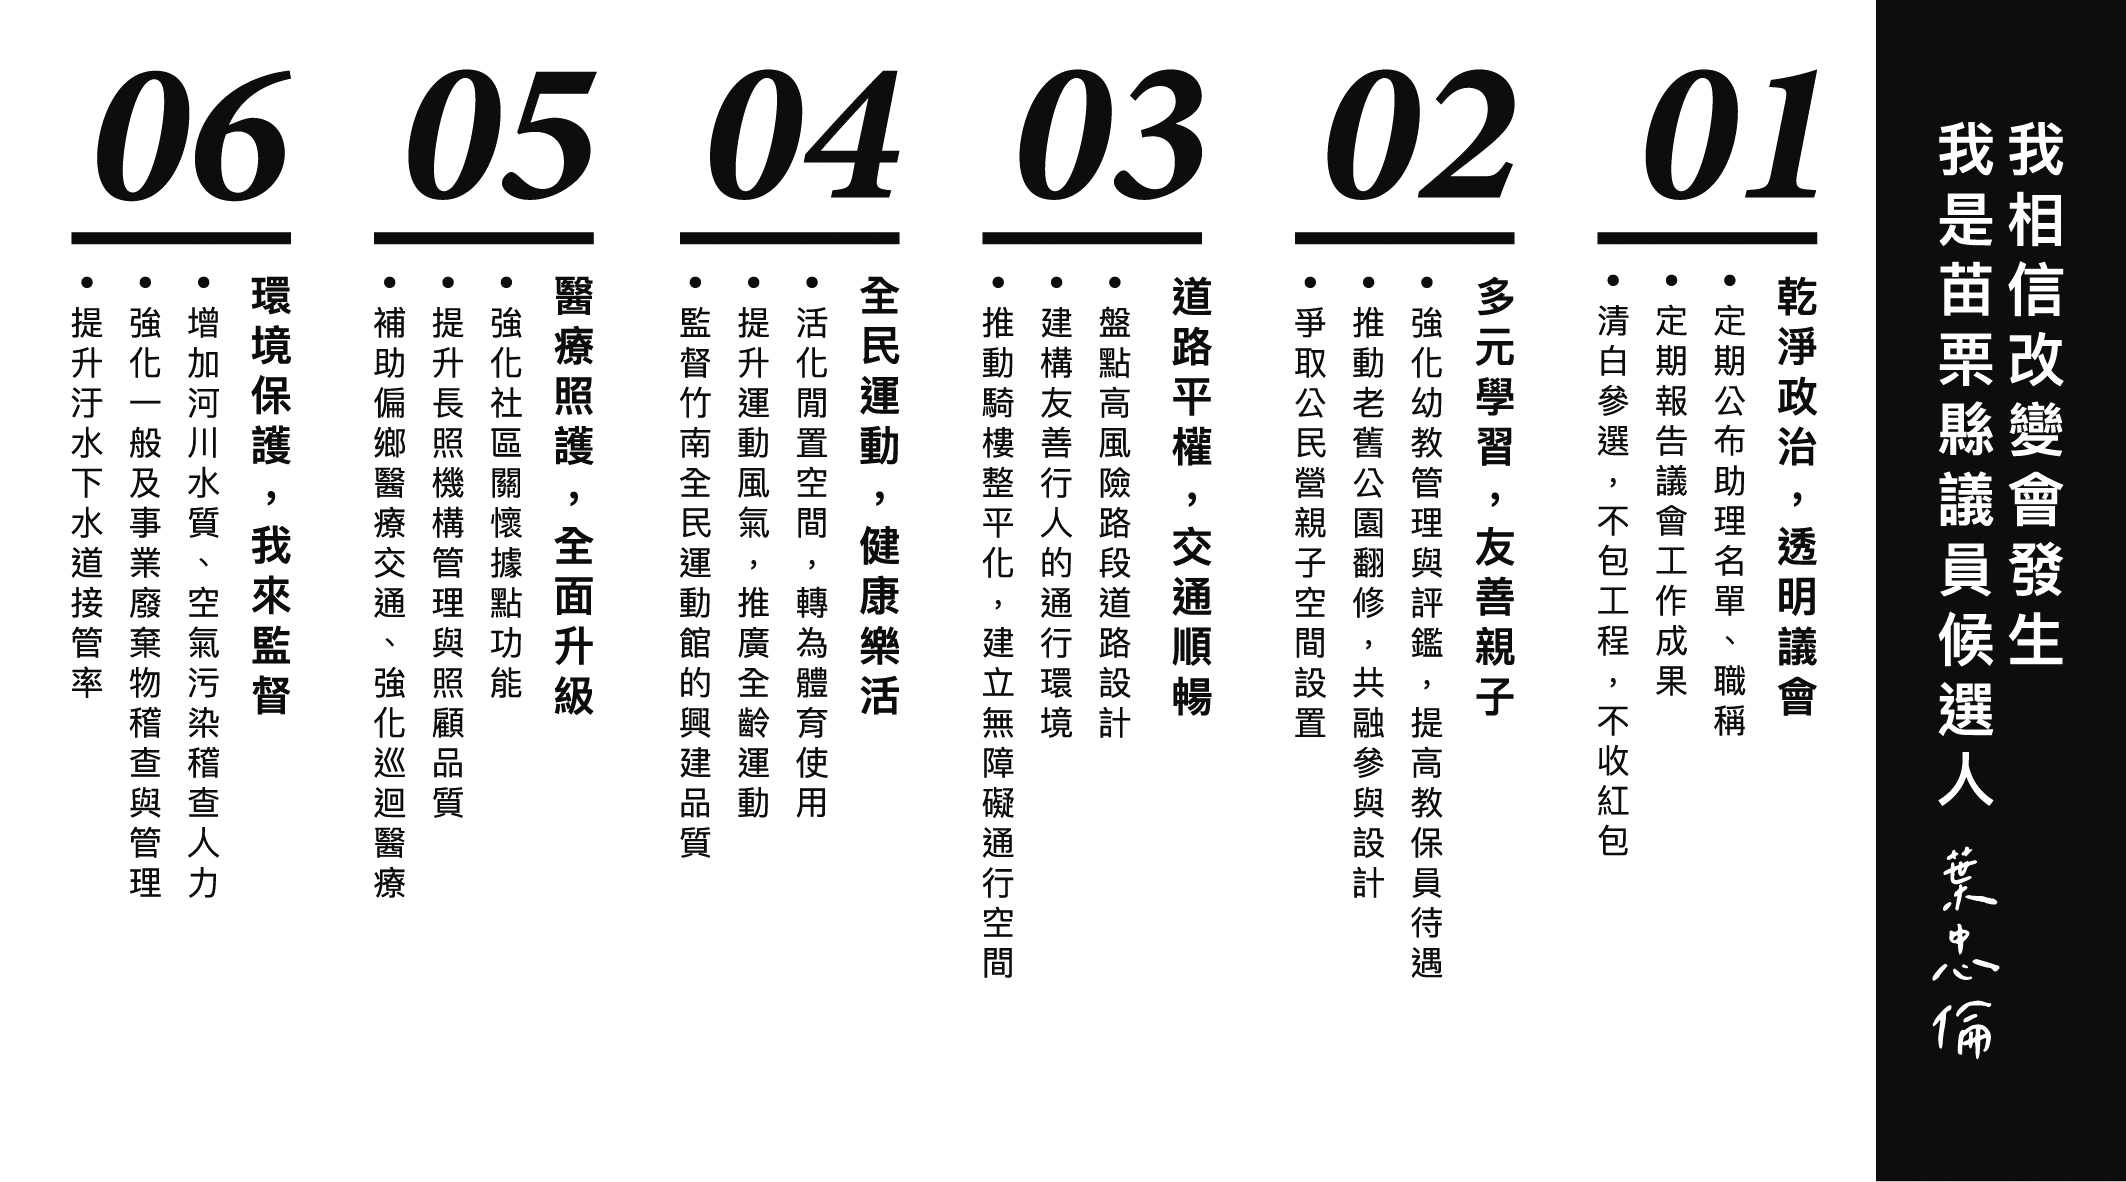 我相信改變會發生
我是苗栗縣議員候選人 葉忠倫
01
乾淨政治，透明議會
• 定期公布助理名單、職稱
• 定期報告議會工作成果
• 清白參選，不包工程，不收紅包
02
多元學習，友善親子
• 強化幼教管理與評鑑，提高教保員待遇
• 推動老舊公園翻修，共融參與設計
• 爭取公民營親子空間設置
03
道路平權，交通順暢
• 盤點高風險路段道路設計
• 建構友善行人的通行環境
• 推動騎樓整平化，建立無障礙通行空間
04
全民運動，健康樂活
• 活化閒置空間，轉為體育使用
• 提升運動風氣，推廣全齡運動
• 監督竹南全民運動館的興建品質
05
醫療照護，全面升級
• 強化社區關懷據點功能
• 提升長照機構管理與照顧品質
• 補助偏鄉醫療交通、強化巡迴醫療
06
環境保護，我來監督
• 增加河川水質、空氣污染稽查人力
• 強化一般及事業廢棄物稽查與管理
• 提升汙水下水道接管率